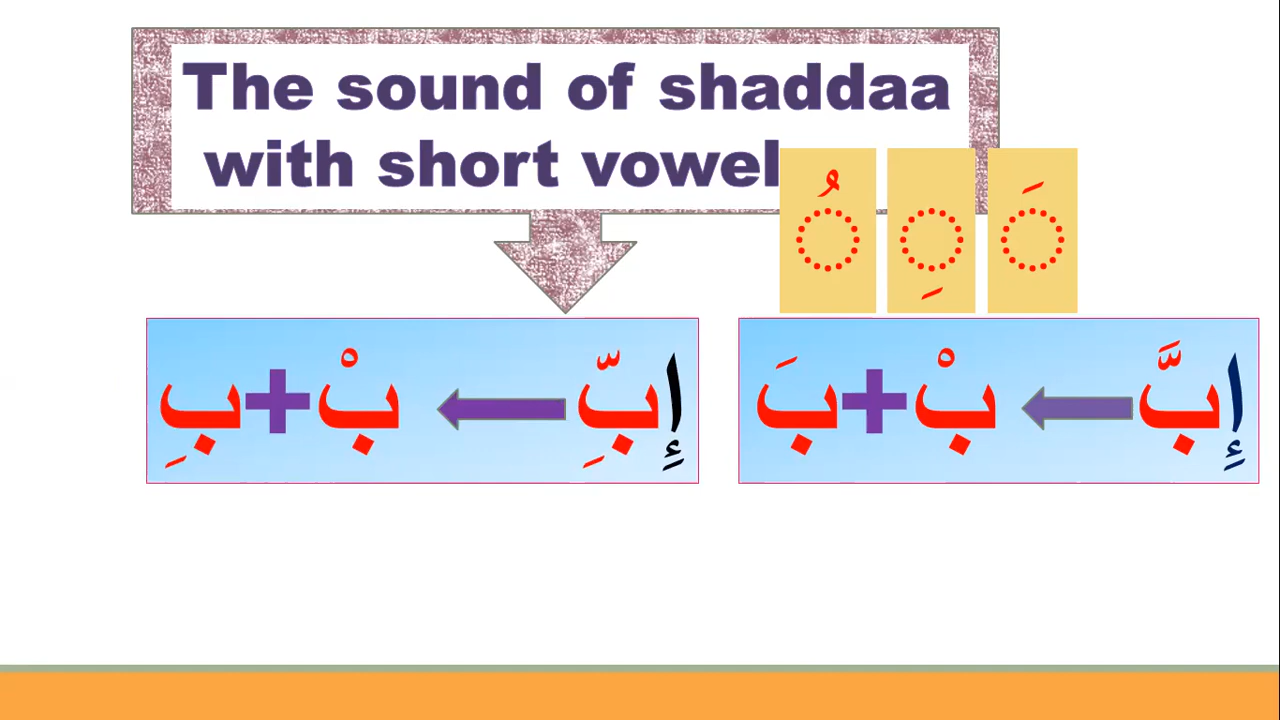 The sound of shaddaa
with short vowel
◌َ ◌ِ ◌ُ
إِبَّ ← بْ+بَ
إِبِّ ← بْ+بِ